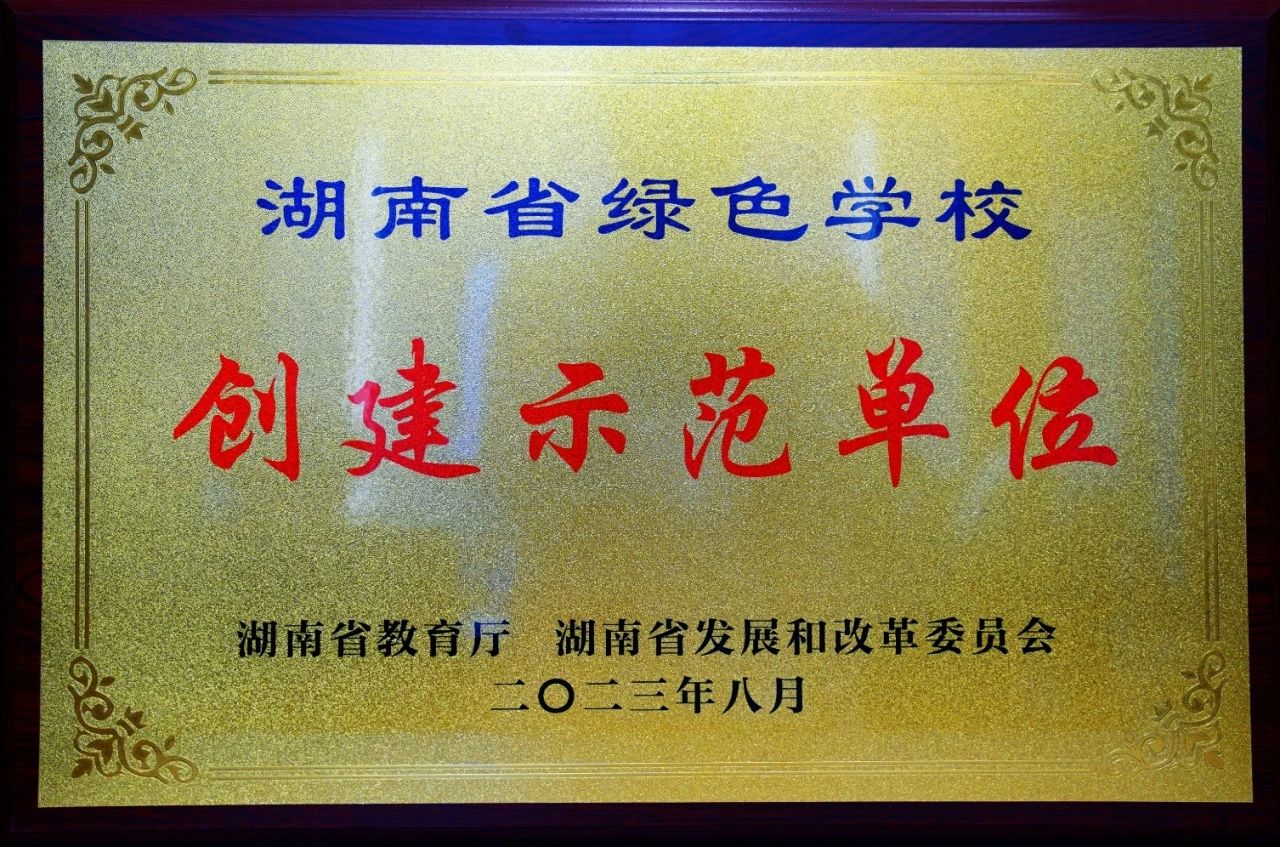 湖南省绿色学校
创建示范单位
湖南省教育厅 湖南省发展和改革委员会
二〇二三年八月